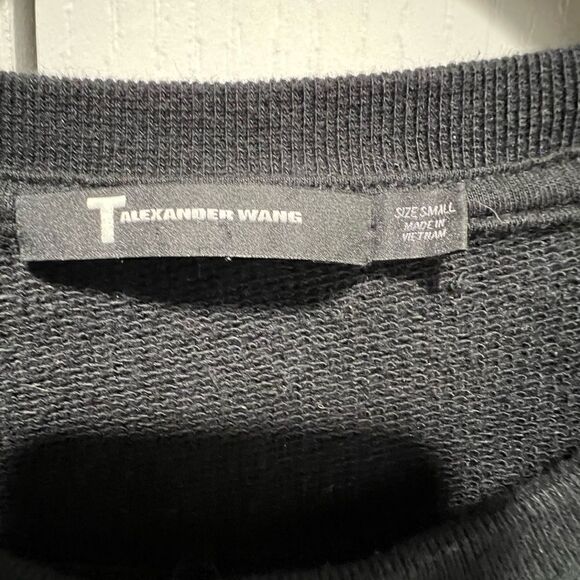 T ALEXANDER WANG
SIZE SMALL
MADE IN
VIETNAM